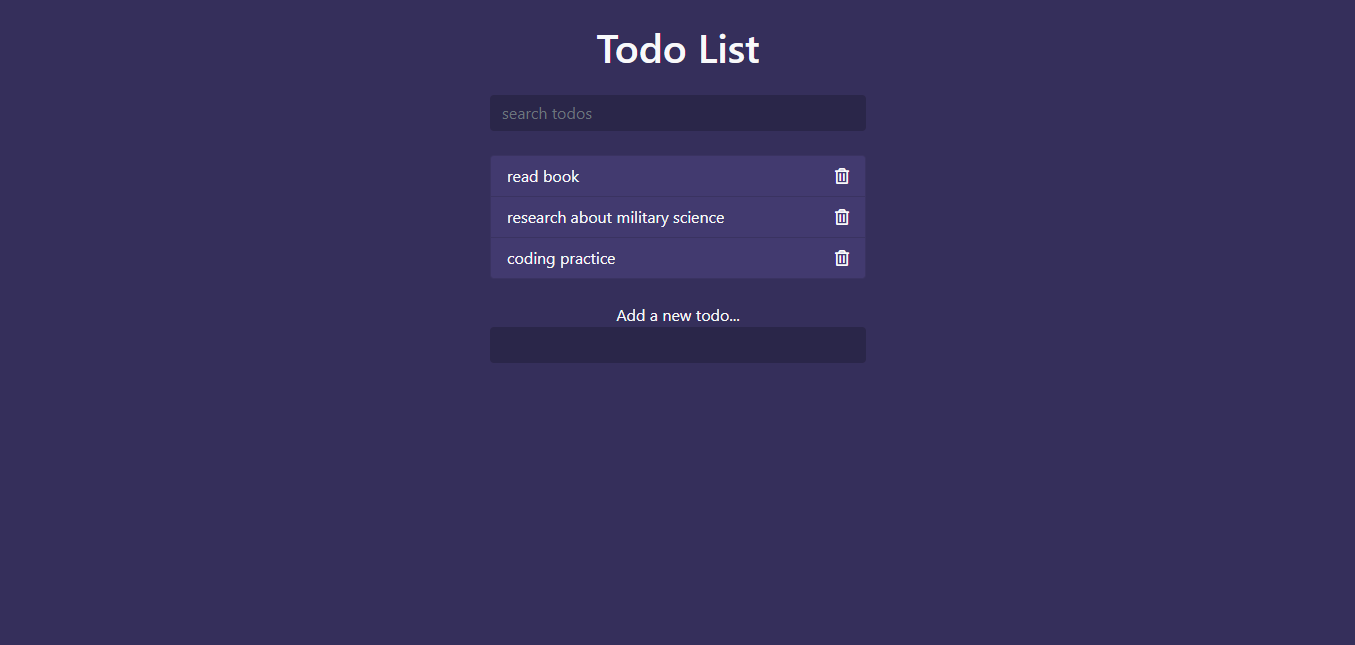 Todo List
search todos
read book
research about military science
coding practice
Add a new todo...